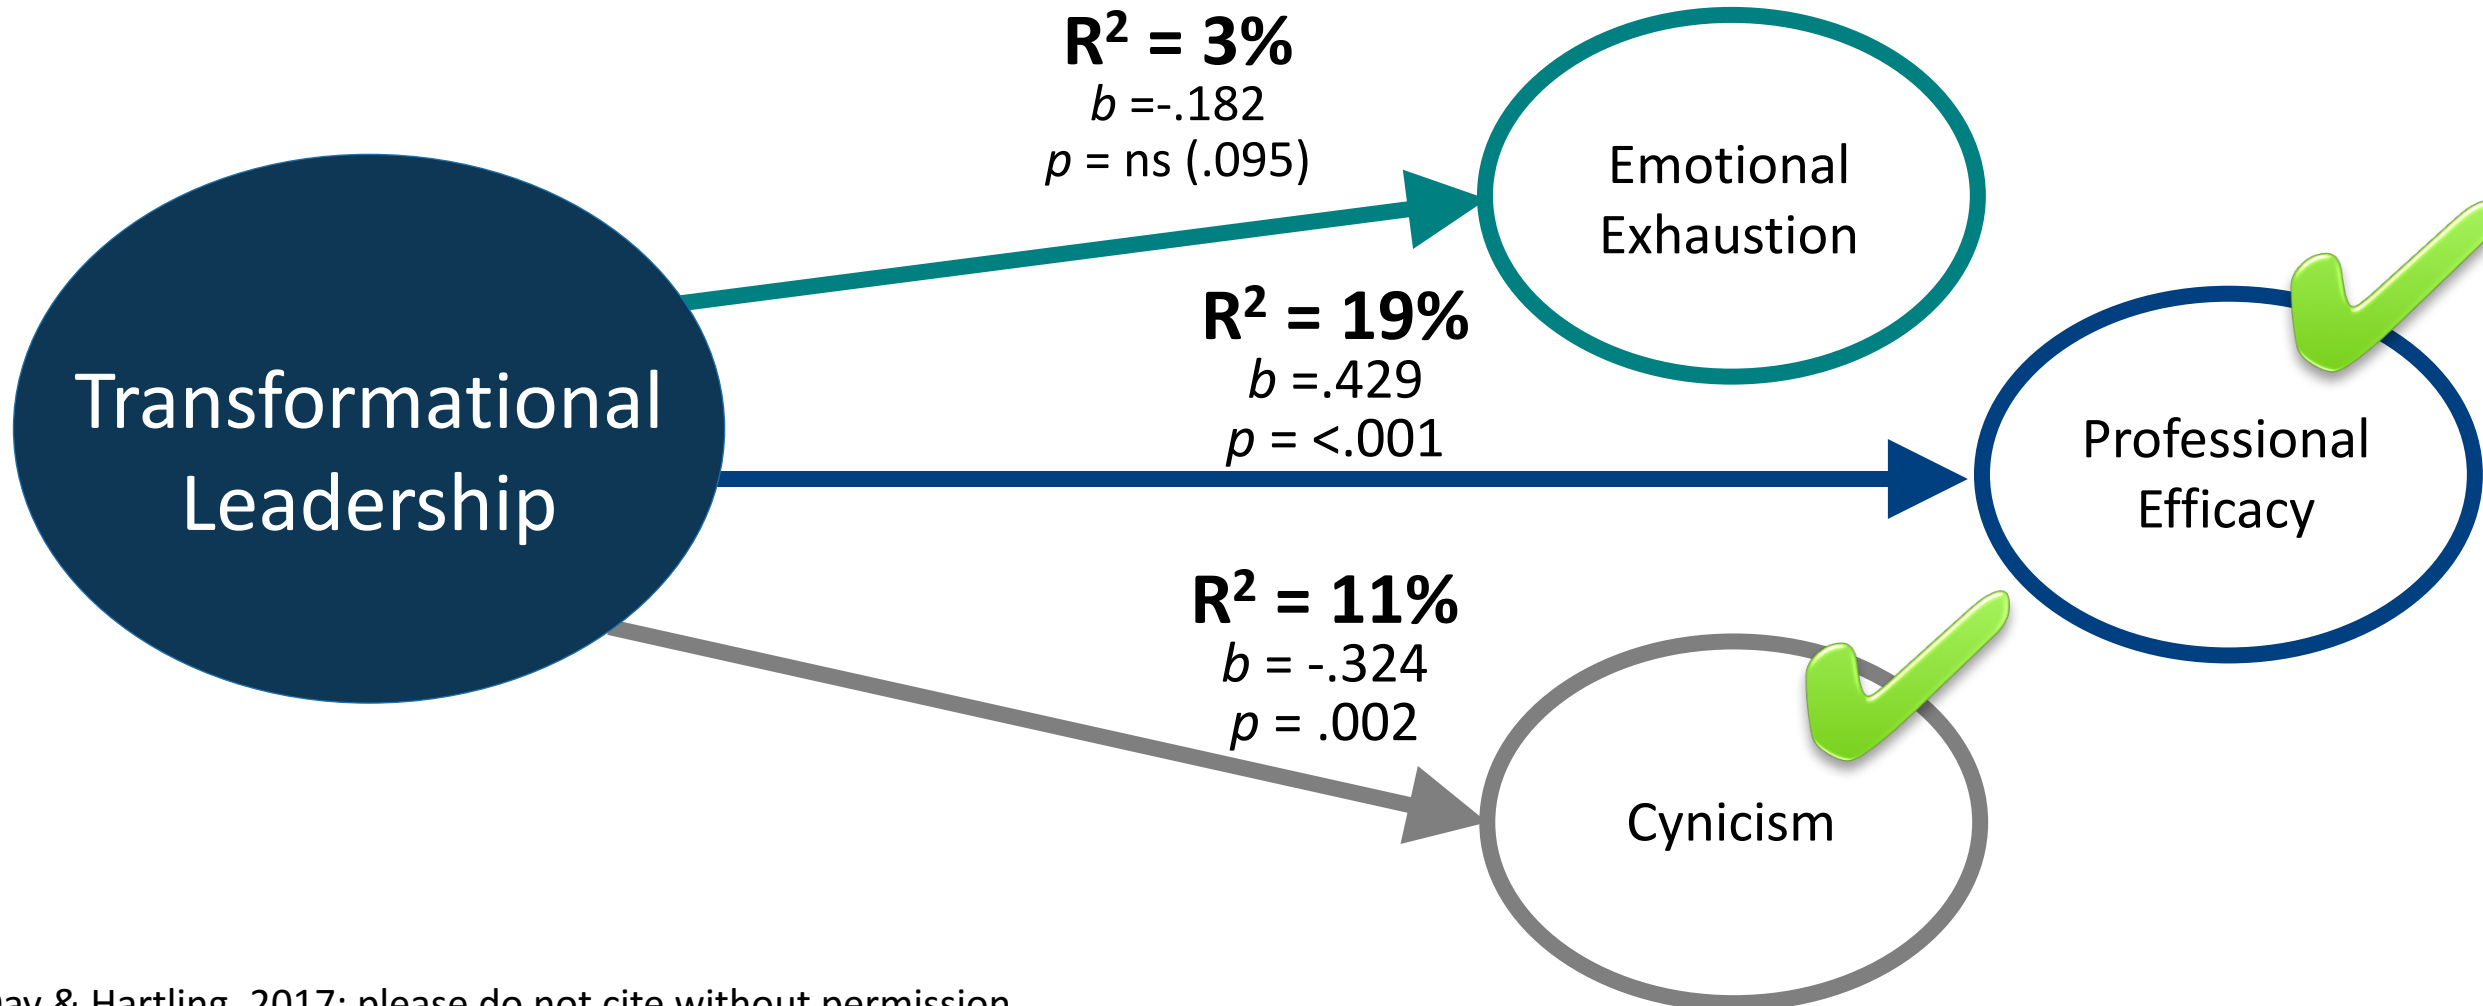 R² = 3%
b =-.182
p = ns (.095)
Emotional
Exhaustion
R² = 19%
b =.429
p = <.001
Transformational
Leadership
Professional
Efficacy
R² = 11%
b = -.324
p = .002
Cynicism
& Hartling, 2017; please do not cite without permission